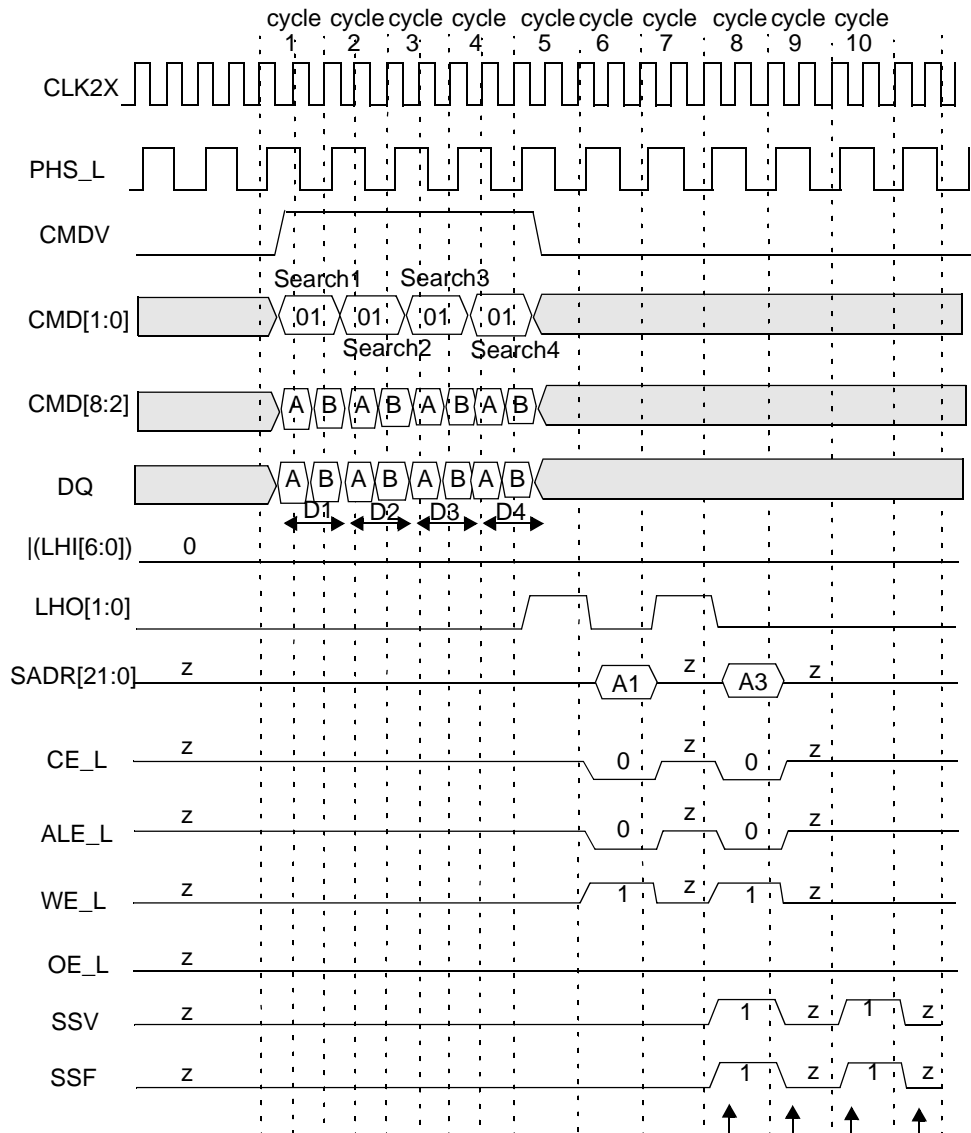 cycle cycle cycle cycle cycle cycle cycle cycle cycle cycle
1 2 3 4 5 6 7 8 9 10
CLK2X
PHS_L
CMDV
Search1 Search3
CMD[1:0] 01 01 01 01
Search2 Search4
CMD[8:2] A B A B A B A B
DQ A B A B A B A B
D1 D2 D3 D4
|(LHI[6:0]) 0
LHO[1:0]
SADR[21:0] z A1 z A3 z
CE_L z 0 z 0 z
ALE_L z 0 z 0 z
WE_L z 1 z 1 z
OE_L z
SSV z 1 z 1 z
SSF z 1 z 1 z